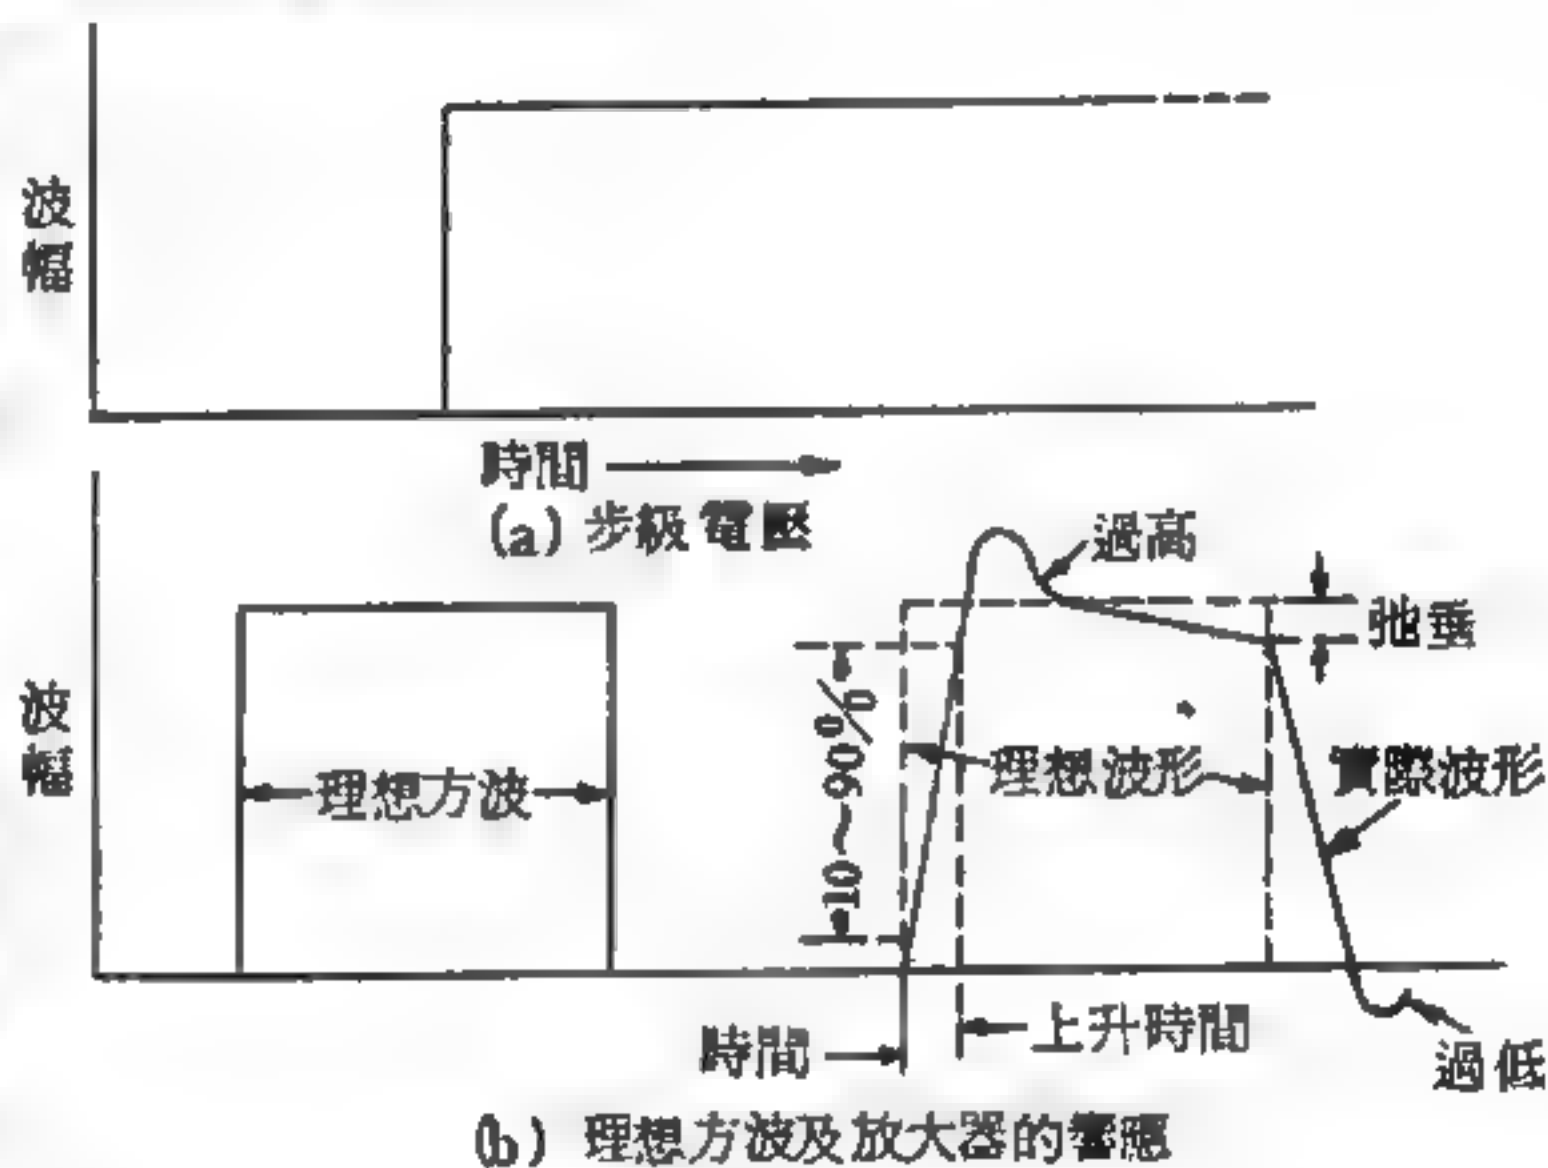 波幅
時間
(a) 步級電壓
波幅
理想方波
過高
弛垂
10～90%
理想波形
實際波形
時間
上升時間
過低
(b) 理想方波及放大器的響應